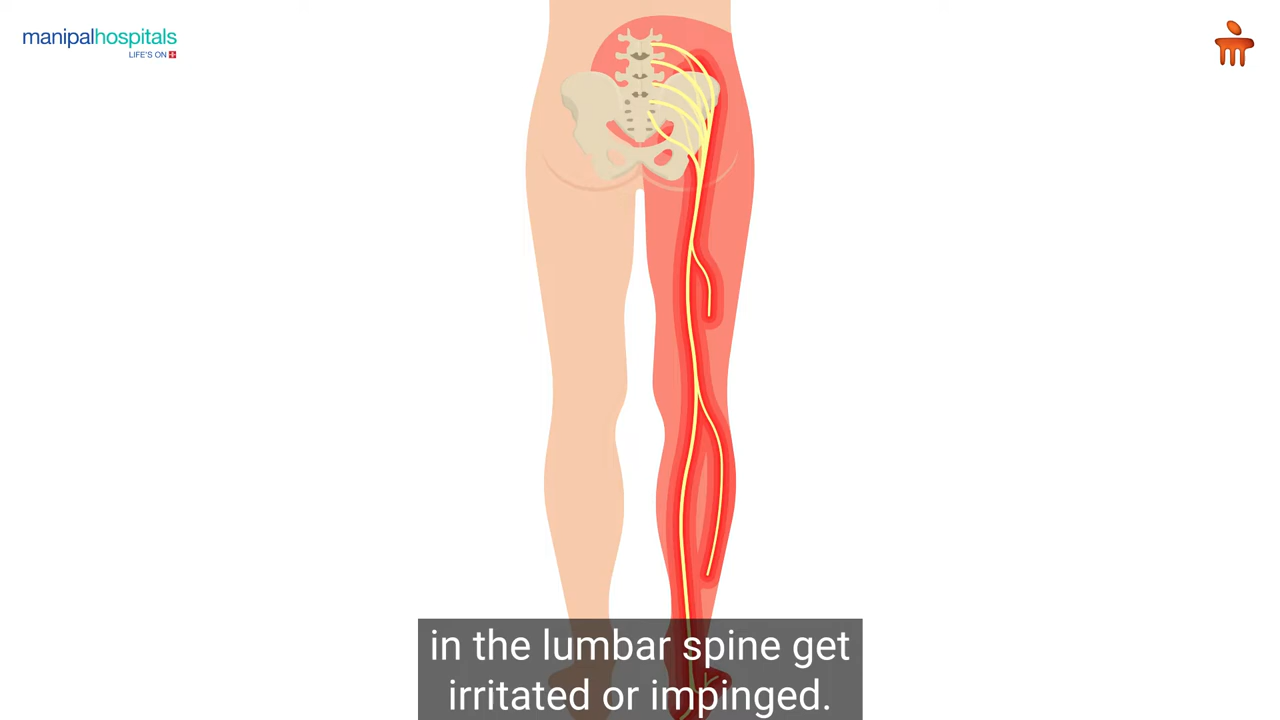 manipalhospitals
LIFE'S ON
in the lumbar spine get
irritated or impinged.